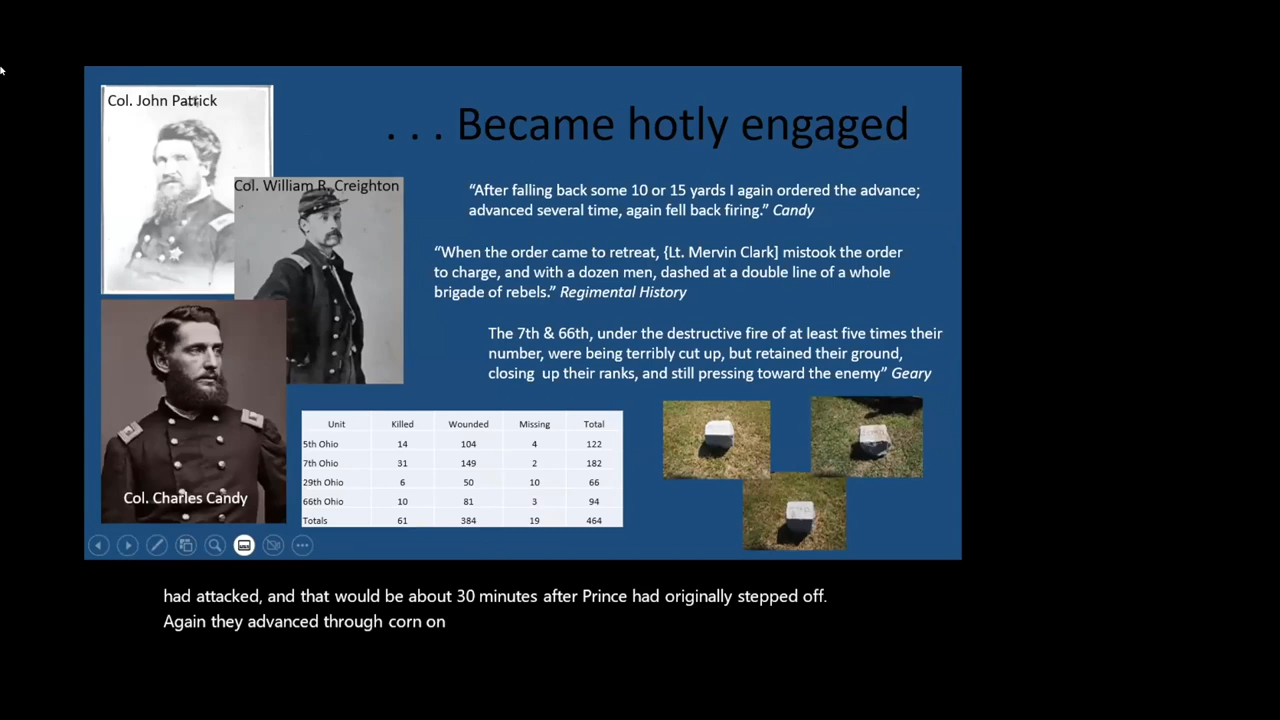 Col. John Patrick
. . . Became hotly engaged
Col. William R. Creighton
“After falling back some 10 or 15 yards I again ordered the advance;
advanced several time, again fell back firing.” Candy
“When the order came to retreat, {Lt. Mervin Clark] mistook the order
to charge, and with a dozen men, dashed at a double line of a whole
brigade of rebels.” Regimental History
The 7th & 66th, under the destructive fire of at least five times their
number, were being terribly cut up, but retained their ground,
closing up their ranks, and still pressing toward the enemy” Geary
Col. Charles Candy
Unit Killed Wounded Missing Total
5th Ohio 14 104 4 122
7th Ohio 31 149 2 182
29th Ohio 6 50 10 66
66th Ohio 10 81 3 94
Totals 61 384 19 464
had attacked, and that would be about 30 minutes after Prince had originally stepped off.
Again they advanced through corn on